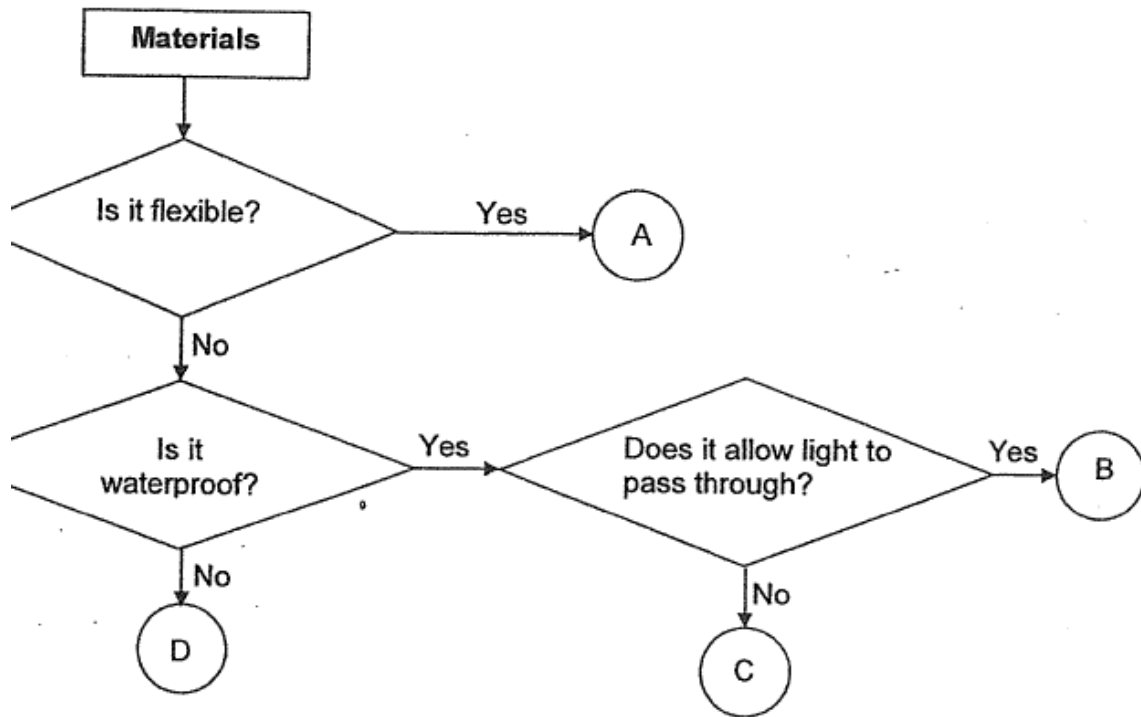 Materials
Is it flexible?
Yes
A
No
Is it
waterproof?
Yes
Does it allow light to
pass through?
Yes
B
No
D
No
C